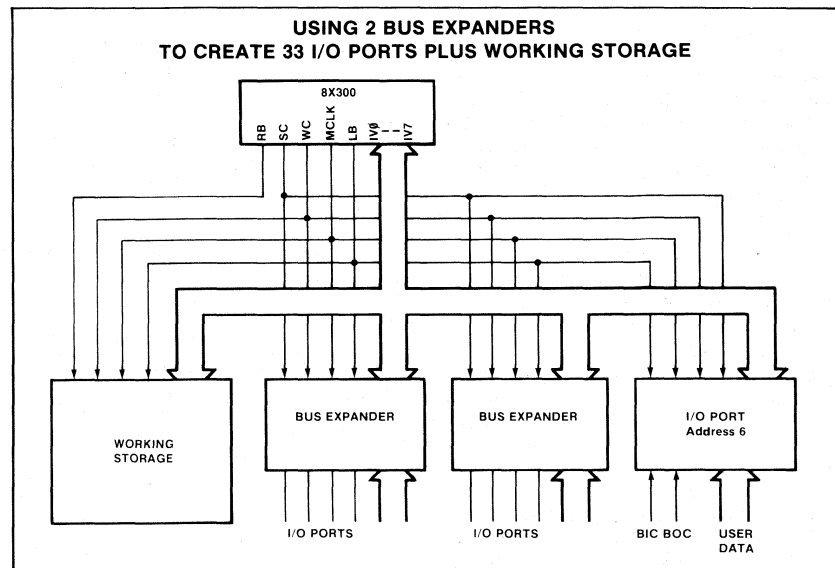 USING 2 BUS EXPANDERS
TO CREATE 33 I/O PORTS PLUS WORKING STORAGE
8X300
RB SC WC MCLK LB IVØ -- IV7
WORKING
STORAGE
BUS EXPANDER
BUS EXPANDER
I/O PORT
Address 6
I/O PORTS
I/O PORTS
BIC BOC
USER
DATA